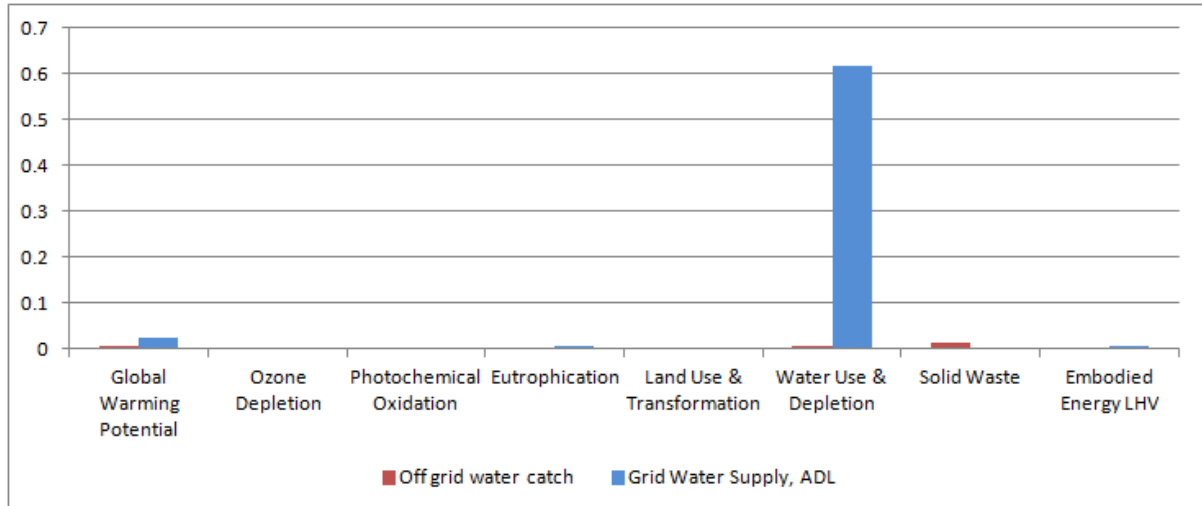 0.7
0.6
0.5
0.4
0.3
0.2
0.1
0
Global Warming Potential
Ozone Depletion
Photochemical Oxidation
Eutrophication
Land Use & Transformation
Water Use & Depletion
Solid Waste
Embodied Energy LHV
Off grid water catch
Grid Water Supply, ADL